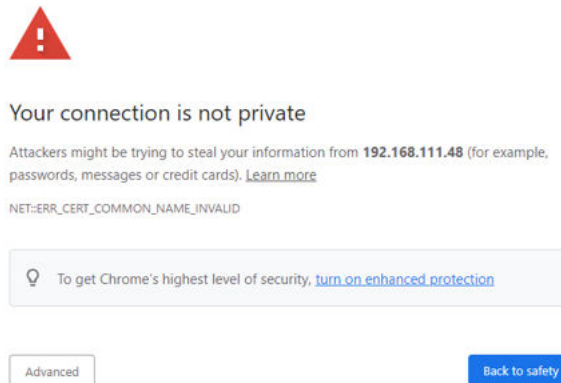 Your connection is not private
Attackers might be trying to steal your information from 192.168.111.48 (for example,
passwords, messages or credit cards). Learn more
NET::ERR_CERT_COMMON_NAME_INVALID
To get Chrome's highest level of security, turn on enhanced protection
Advanced
Back to safety